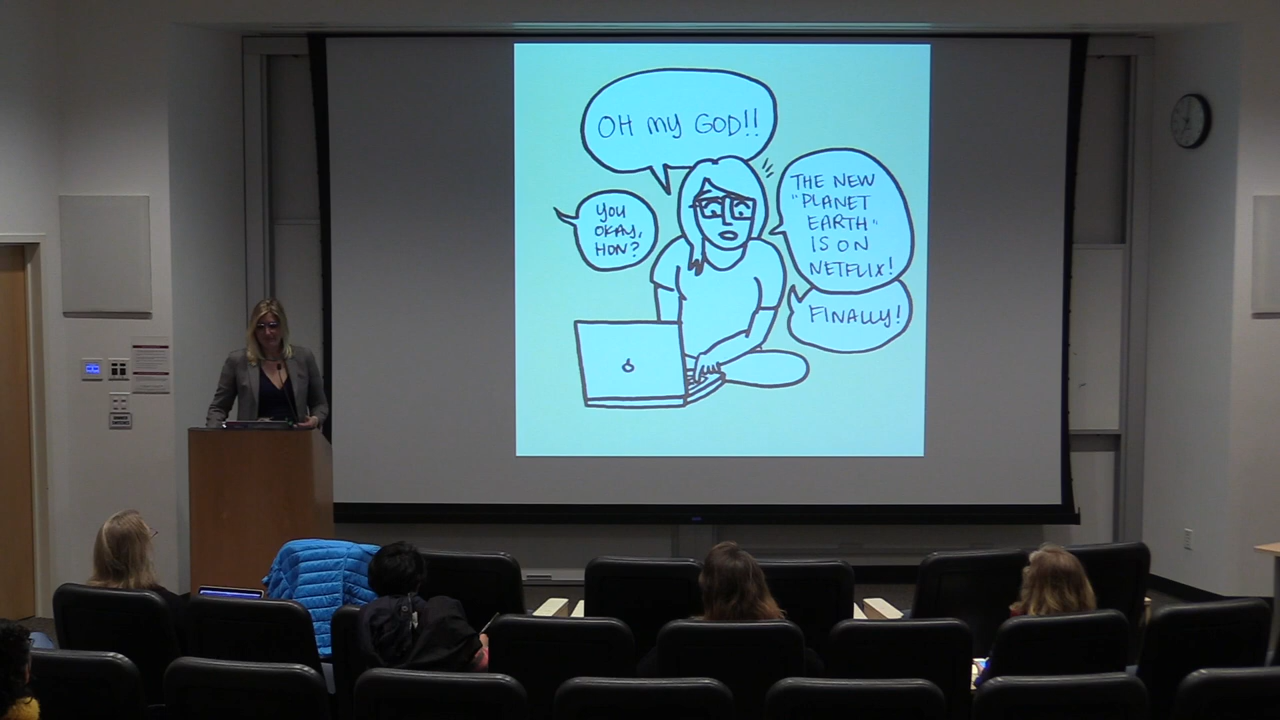 OH MY GOD!!
YOU
OKAY,
HON?
THE NEW
"PLANET
EARTH"
IS ON
NETFLIX!
FINALLY!